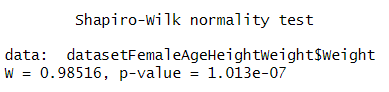 Shapiro-Wilk normality test
data: datasetFemaleAgeHeightWeight$Weight
W = 0.98516, p-value = 1.013e-07